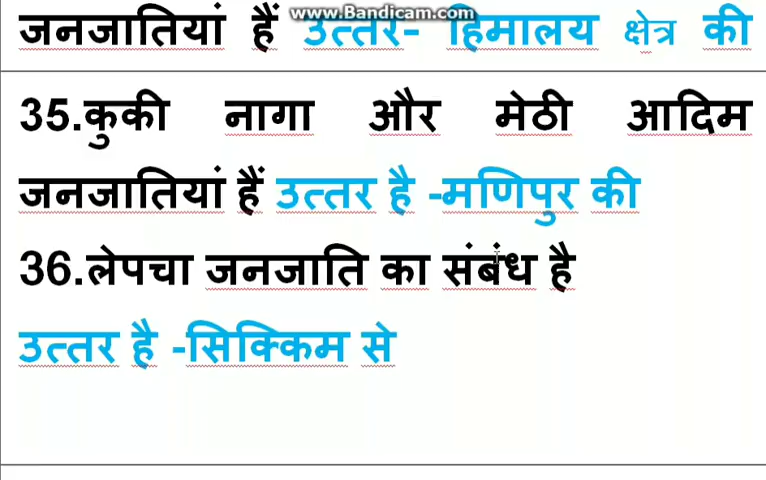 www.Bandicam.com
जनजातियां हैं उत्तर- हिमालय क्षेत्र की
35.कुकी नागा और मेठी आदिम
जनजातियां हैं उत्तर है -मणिपुर की
36.लेपचा जनजाति का संबंध है
उत्तर है -सिक्किम से